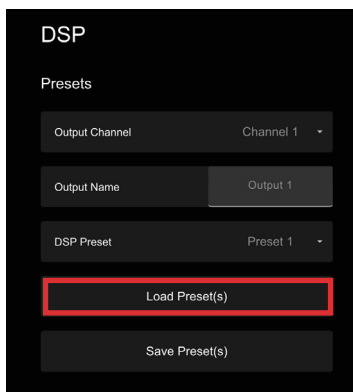 DSP
Presets
Output Channel Channel 1
Output Name Output 1
DSP Preset Preset 1
Load Preset(s)
Save Preset(s)